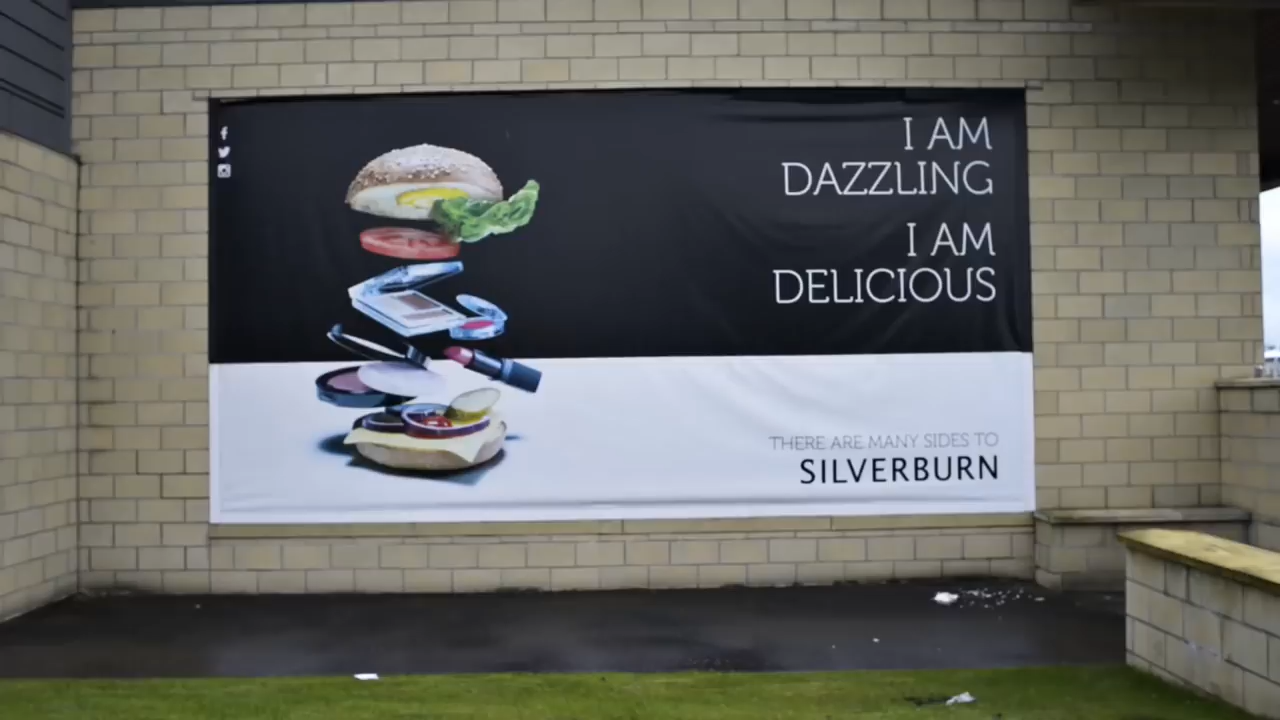 I AM
DAZZLING
I AM
DELICIOUS
THERE ARE MANY SIDES TO
SILVERBURN